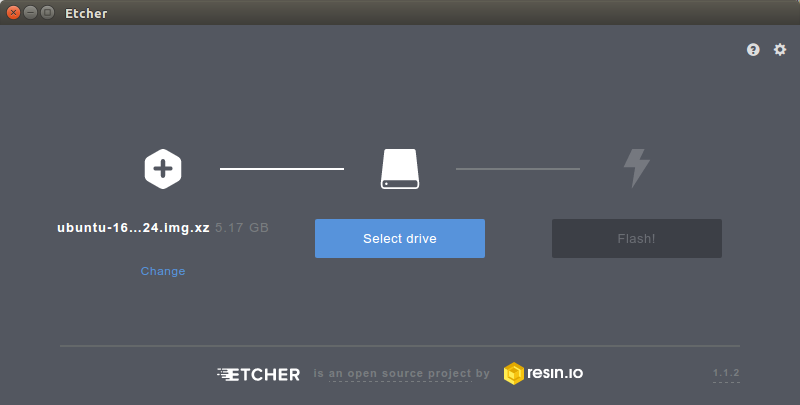 Etcher
ubuntu-16...24.img.xz 5.17 GB
Select drive
Flash!
Change
ETCHER is an open source project by resin.io
1.1.2